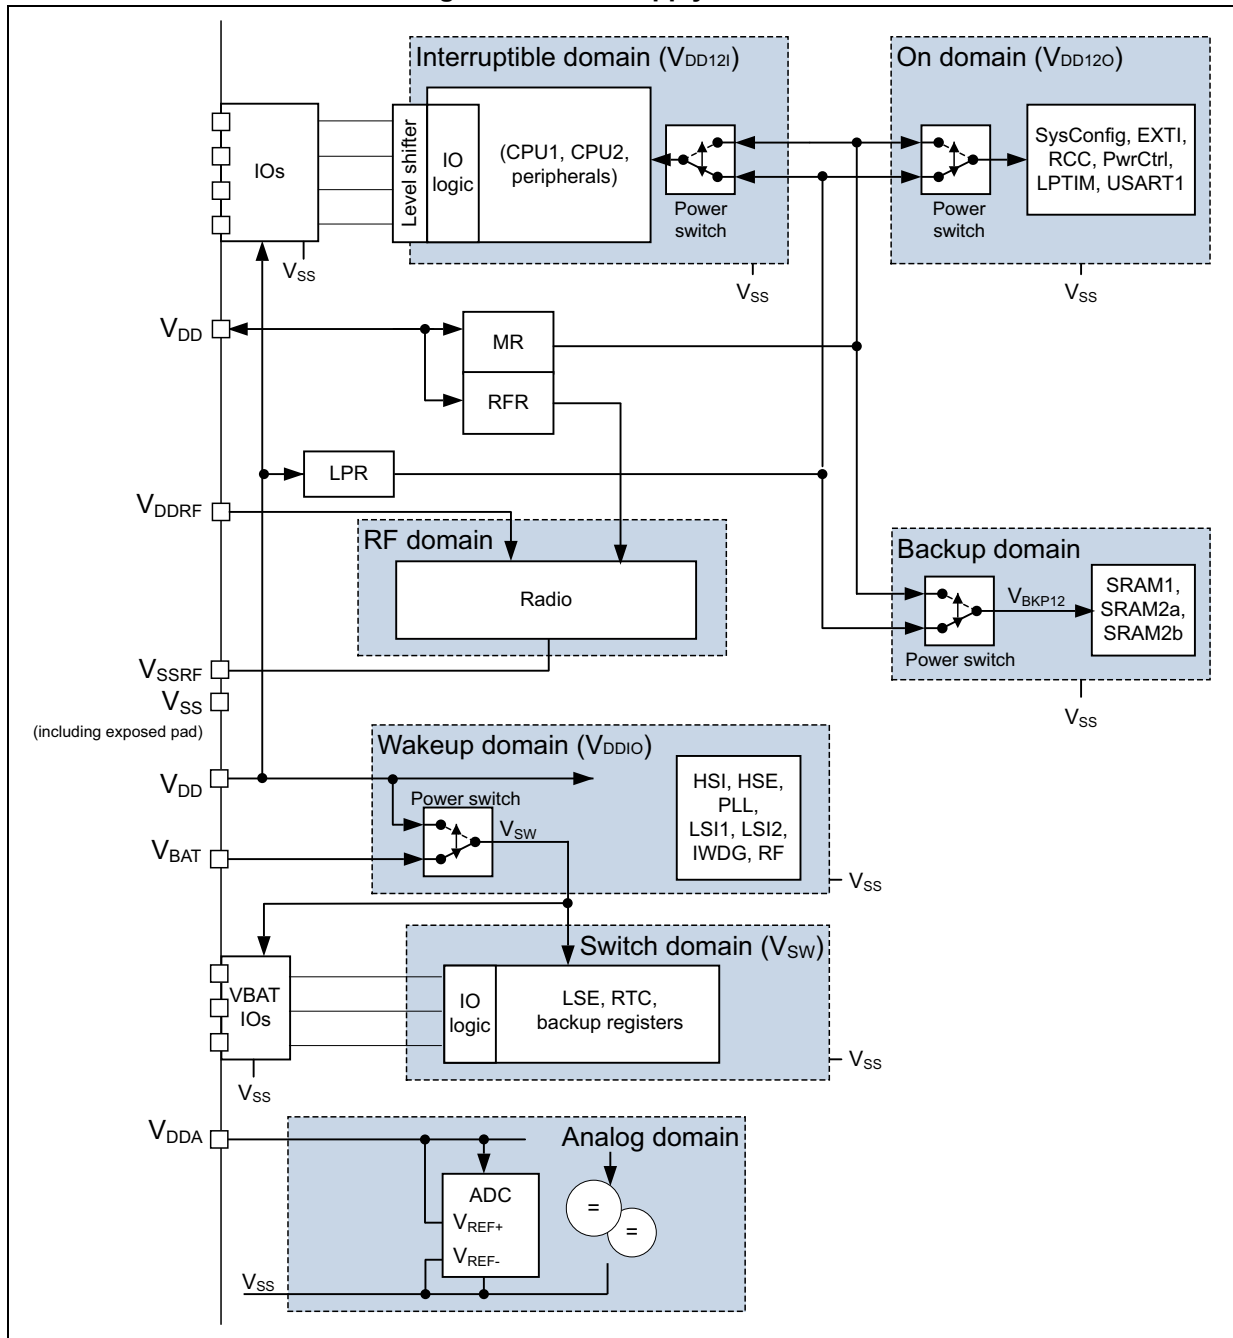 Interruptible domain (VDD12I)
On domain (VDD12O)
IOs
Level shifter
IO
logic
(CPU1, CPU2,
peripherals)
Power
switch
Power
switch
SysConfig, EXTI,
RCC, PwrCtrl,
LPTIM, USART1
VSS
VSS
VSS
VDD
MR
RFR
LPR
VDDRF
RF domain
Radio
Backup domain
VBKP12
Power switch
SRAM1,
SRAM2a,
SRAM2b
VSS
VSSRF
VSS
(including exposed pad)
Wakeup domain (VDDIO)
VDD
Power switch
VSW
HSI, HSE,
PLL,
LSI1, LSI2,
IWDG, RF
VBAT
VSS
Switch domain (VSW)
VBAT
IOs
IO
logic
LSE, RTC,
backup registers
VSS
VSS
VDDA
Analog domain
ADC
VREF+
VREF-
=
=
VSS